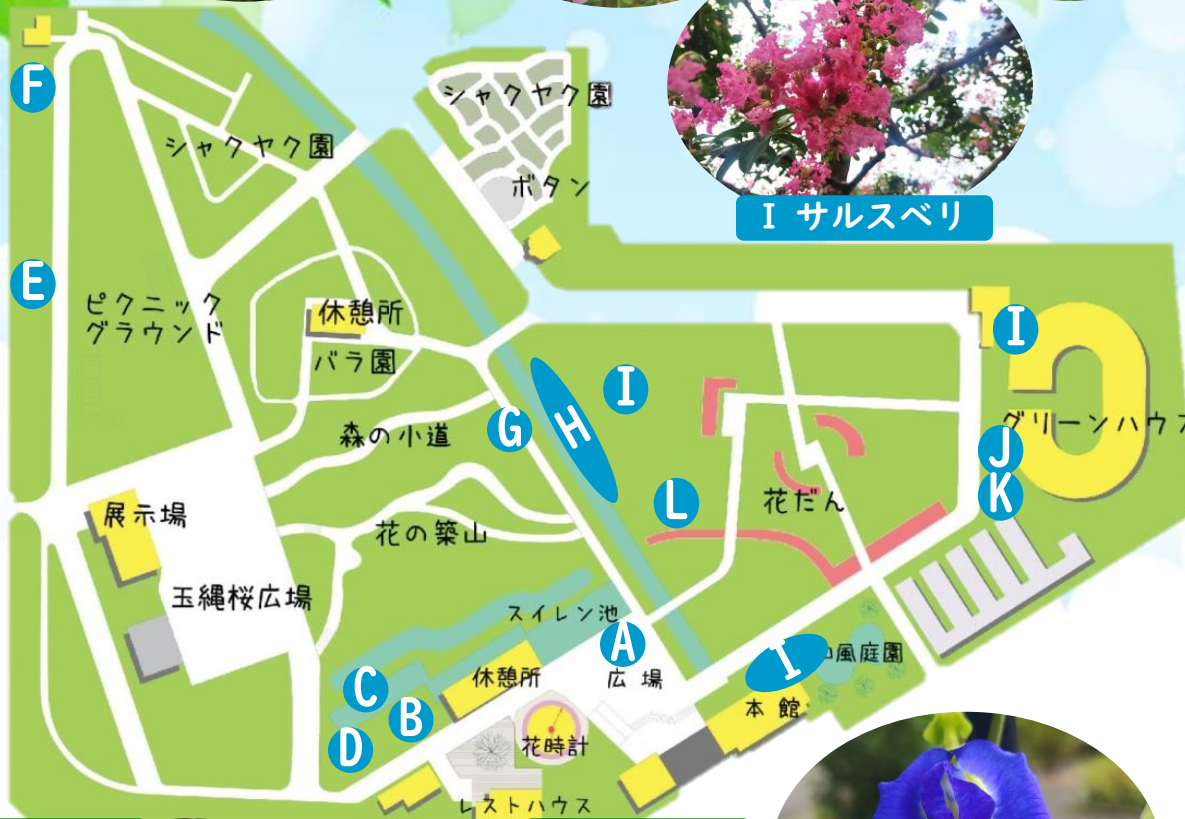 F
シャクヤク園
シャクヤク園
ボタン
I サルスベリ
E
ピクニック
グラウンド
休憩所
バラ園
I
I
G
H
森の小道
グリーンハウス
J
K
L
花だん
展示場
花の築山
玉縄桜広場
スイレン池
A
広場
I
風庭園
休憩所
本館
C
B
D
花時計
レストハウス